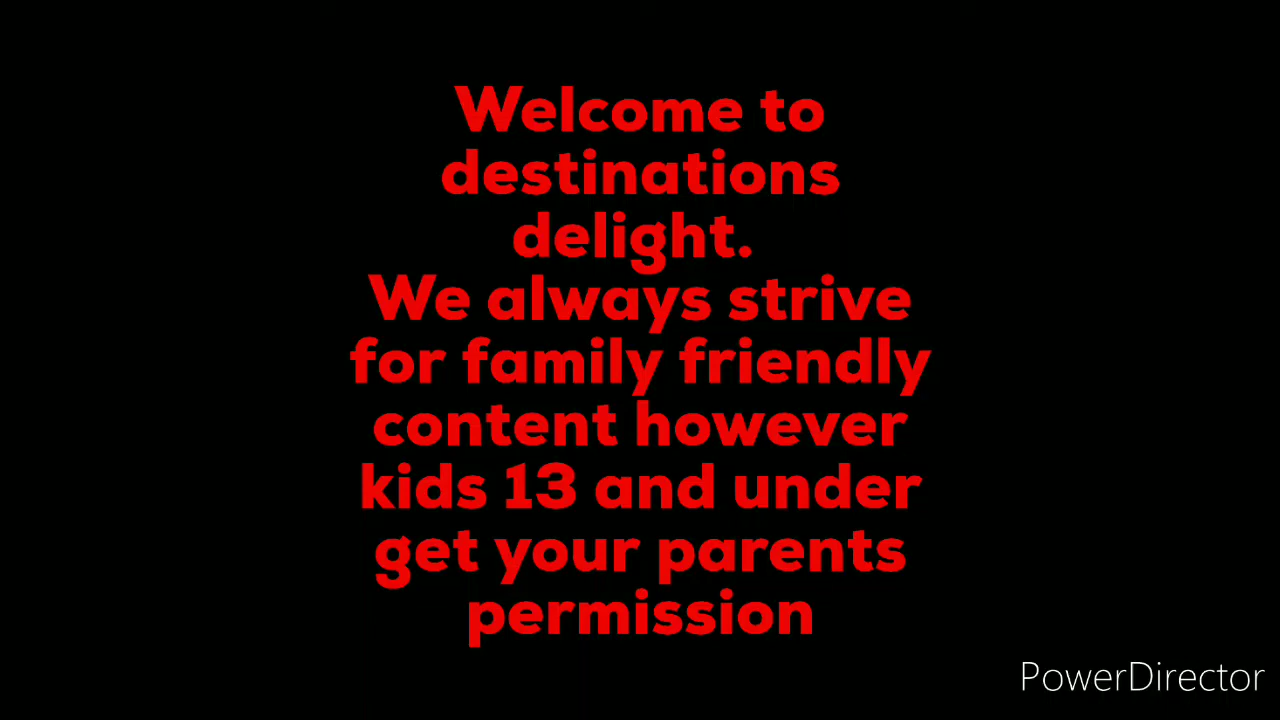 Welcome to
destinations
delight.
We always strive
for family friendly
content however
kids 13 and under
get your parents
permission
PowerDirector